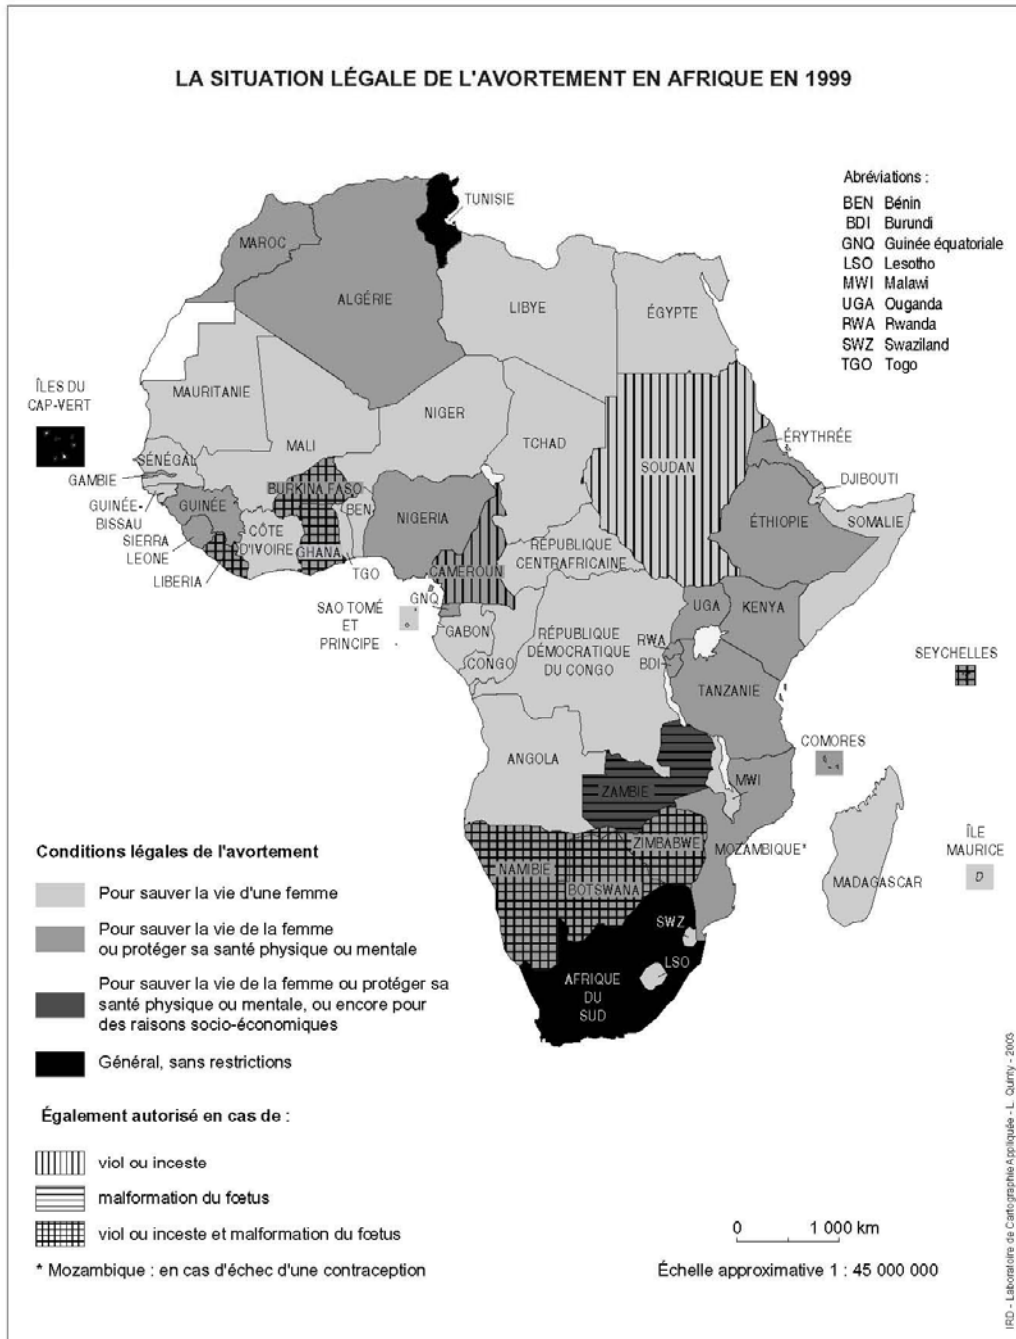 LA SITUATION LÉGALE DE L'AVORTEMENT EN AFRIQUE EN 1999
Abréviations :
BEN Bénin
BDI Burundi
GNQ Guinée équatoriale
LSO Lesotho
MWI Malawi
UGA Ouganda
RWA Rwanda
SWZ Swaziland
TGO Togo
TUNISIE
MAROC
ALGÉRIE
LIBYE
ÉGYPTE
ÎLES DU
CAP-VERT
MAURITANIE
MALI
NIGER
TCHAD
SOUDAN
ÉRYTHRÉE
DJIBOUTI
SÉNÉGAL
GAMBIE
GUINÉE-
BISSAU
GUINÉE
SIERRA
LEONE
LIBERIA
CÔTE
D'IVOIRE
BURKINA FASO
GHANA
BEN
TGO
NIGERIA
CAMEROUN
RÉPUBLIQUE
CENTRAFRICAINE
ÉTHIOPIE
SOMALIE
SAO TOMÉ
ET
PRINCIPE
GNQ
GABON
CONGO
RÉPUBLIQUE
DÉMOCRATIQUE
DU CONGO
UGA
KENYA
RWA
BDI
TANZANIE
SEYCHELLES
COMORES
ANGOLA
ZAMBIE
MWI
MOZAMBIQUE*
ZIMBABWE
NAMIBIE
BOTSWANA
MADAGASCAR
ÎLE
MAURICE
SWZ
LSO
AFRIQUE
DU
SUD
Conditions légales de l'avortement
Pour sauver la vie d'une femme
Pour sauver la vie de la femme
ou protéger sa santé physique ou mentale
Pour sauver la vie de la femme ou protéger sa
santé physique ou mentale, ou encore pour
des raisons socio-économiques
Général, sans restrictions
Également autorisé en cas de :
viol ou inceste
malformation du fœtus
viol ou inceste et malformation du fœtus
* Mozambique : en cas d'échec d'une contraception
0 1 000 km
Échelle approximative 1 : 45 000 000
IRD - Laboratoire de Cartographie Appliquée - L. Quinty - 2003